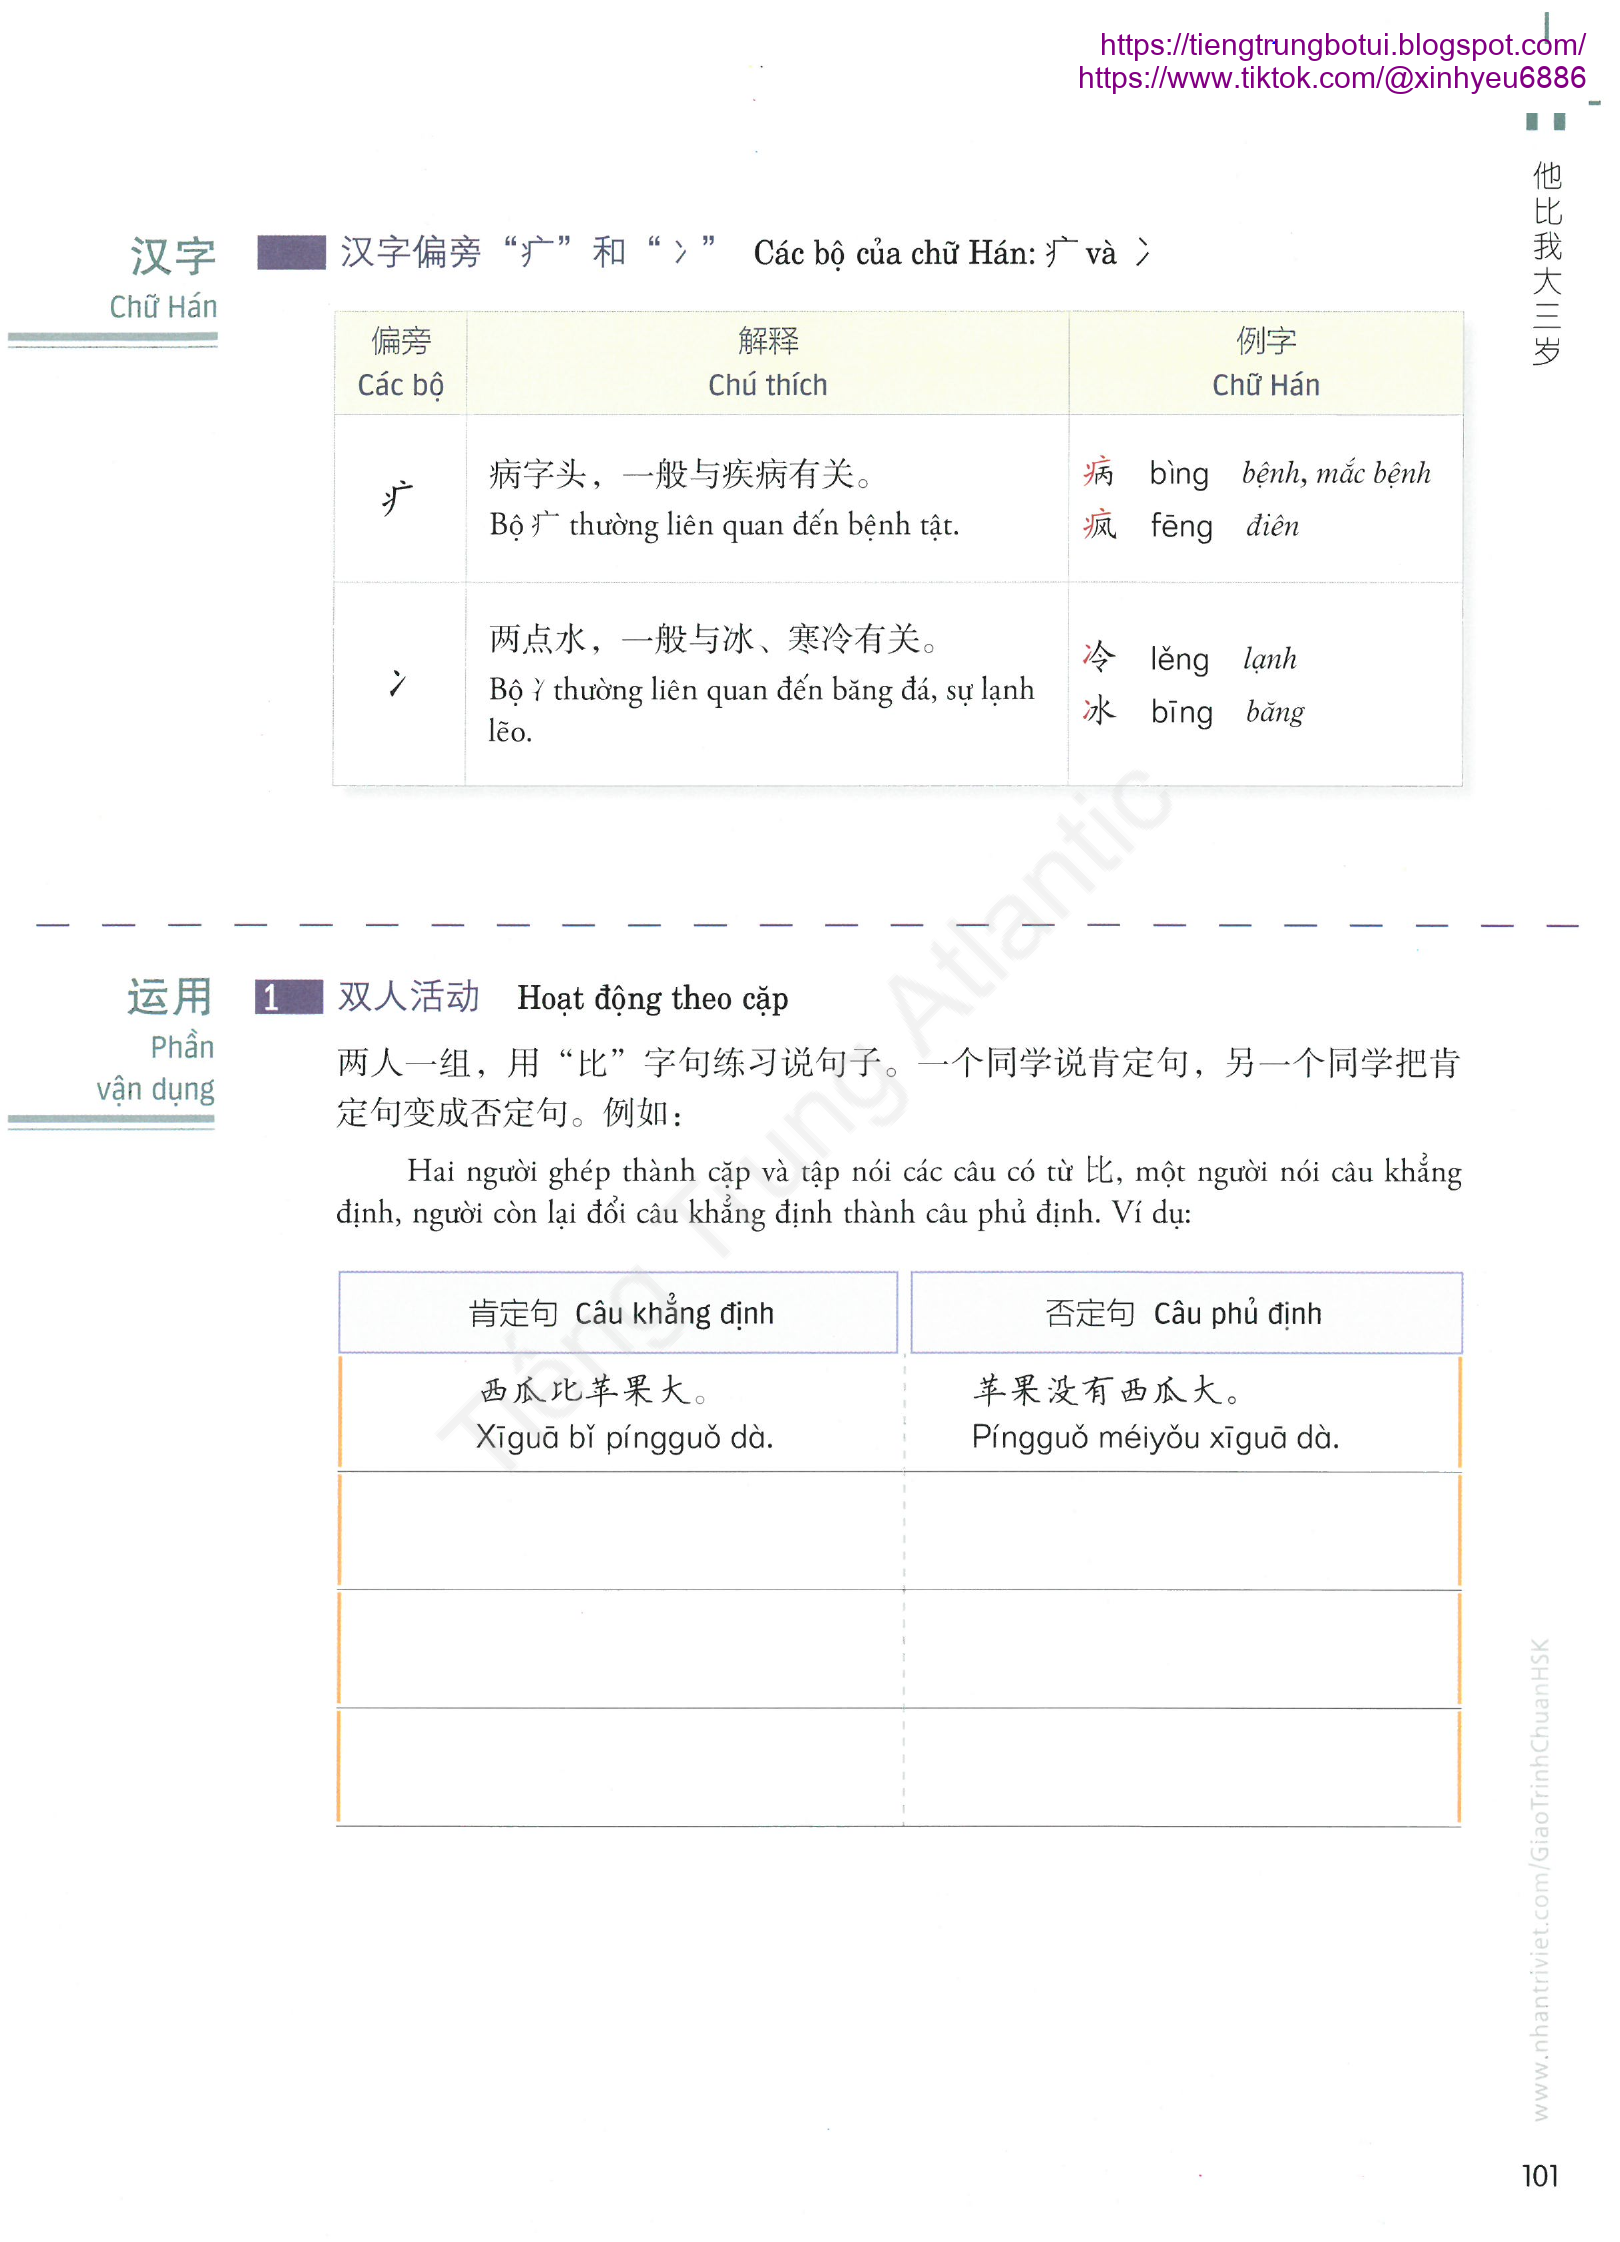 https://tiengtrungbotui.blogspot.com/
https://www.tiktok.com/@xinhyeu6886
他比我大三岁
汉字
Chữ Hán
汉字偏旁“疒”和“冫” Các bộ của chữ Hán: 疒 và 冫
偏旁 解释 例字
Các bộ Chú thích Chữ Hán
疒
病字头，一般与疾病有关。
Bộ 疒 thường liên quan đến bệnh tật.
病 bìng bệnh, mắc bệnh
疯 fēng điên
冫
两点水，一般与冰、寒冷有关。
Bộ 冫thường liên quan đến băng đá, sự lạnh
lẽo.
冷 lěng lạnh
冰 bīng băng
运用
Phần
vận dụng
1 双人活动 Hoạt động theo cặp
两人一组，用“比”字句练习说句子。一个同学说肯定句，另一个同学把肯
定句变成否定句。例如：
Hai người ghép thành cặp và tập nói các câu có từ 比, một người nói câu khẳng
định, người còn lại đổi câu khẳng định thành câu phủ định. Ví dụ:
肯定句 Câu khẳng định 否定句 Câu phủ định
西瓜比苹果大。 苹果没有西瓜大。
Xīguā bǐ píngguǒ dà. Píngguǒ méiyǒu xīguā dà.
Tiếng Trung Atlantic
www.nhantriviet.com/GiaoTrinhChuanHSK
101